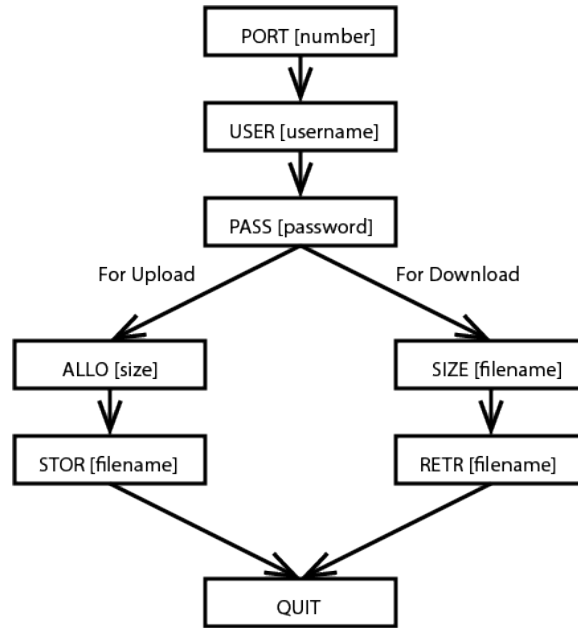 PORT [number]
USER [username]
PASS [password]
For Upload
For Download
ALLO [size]
SIZE [filename]
STOR [filename]
RETR [filename]
QUIT